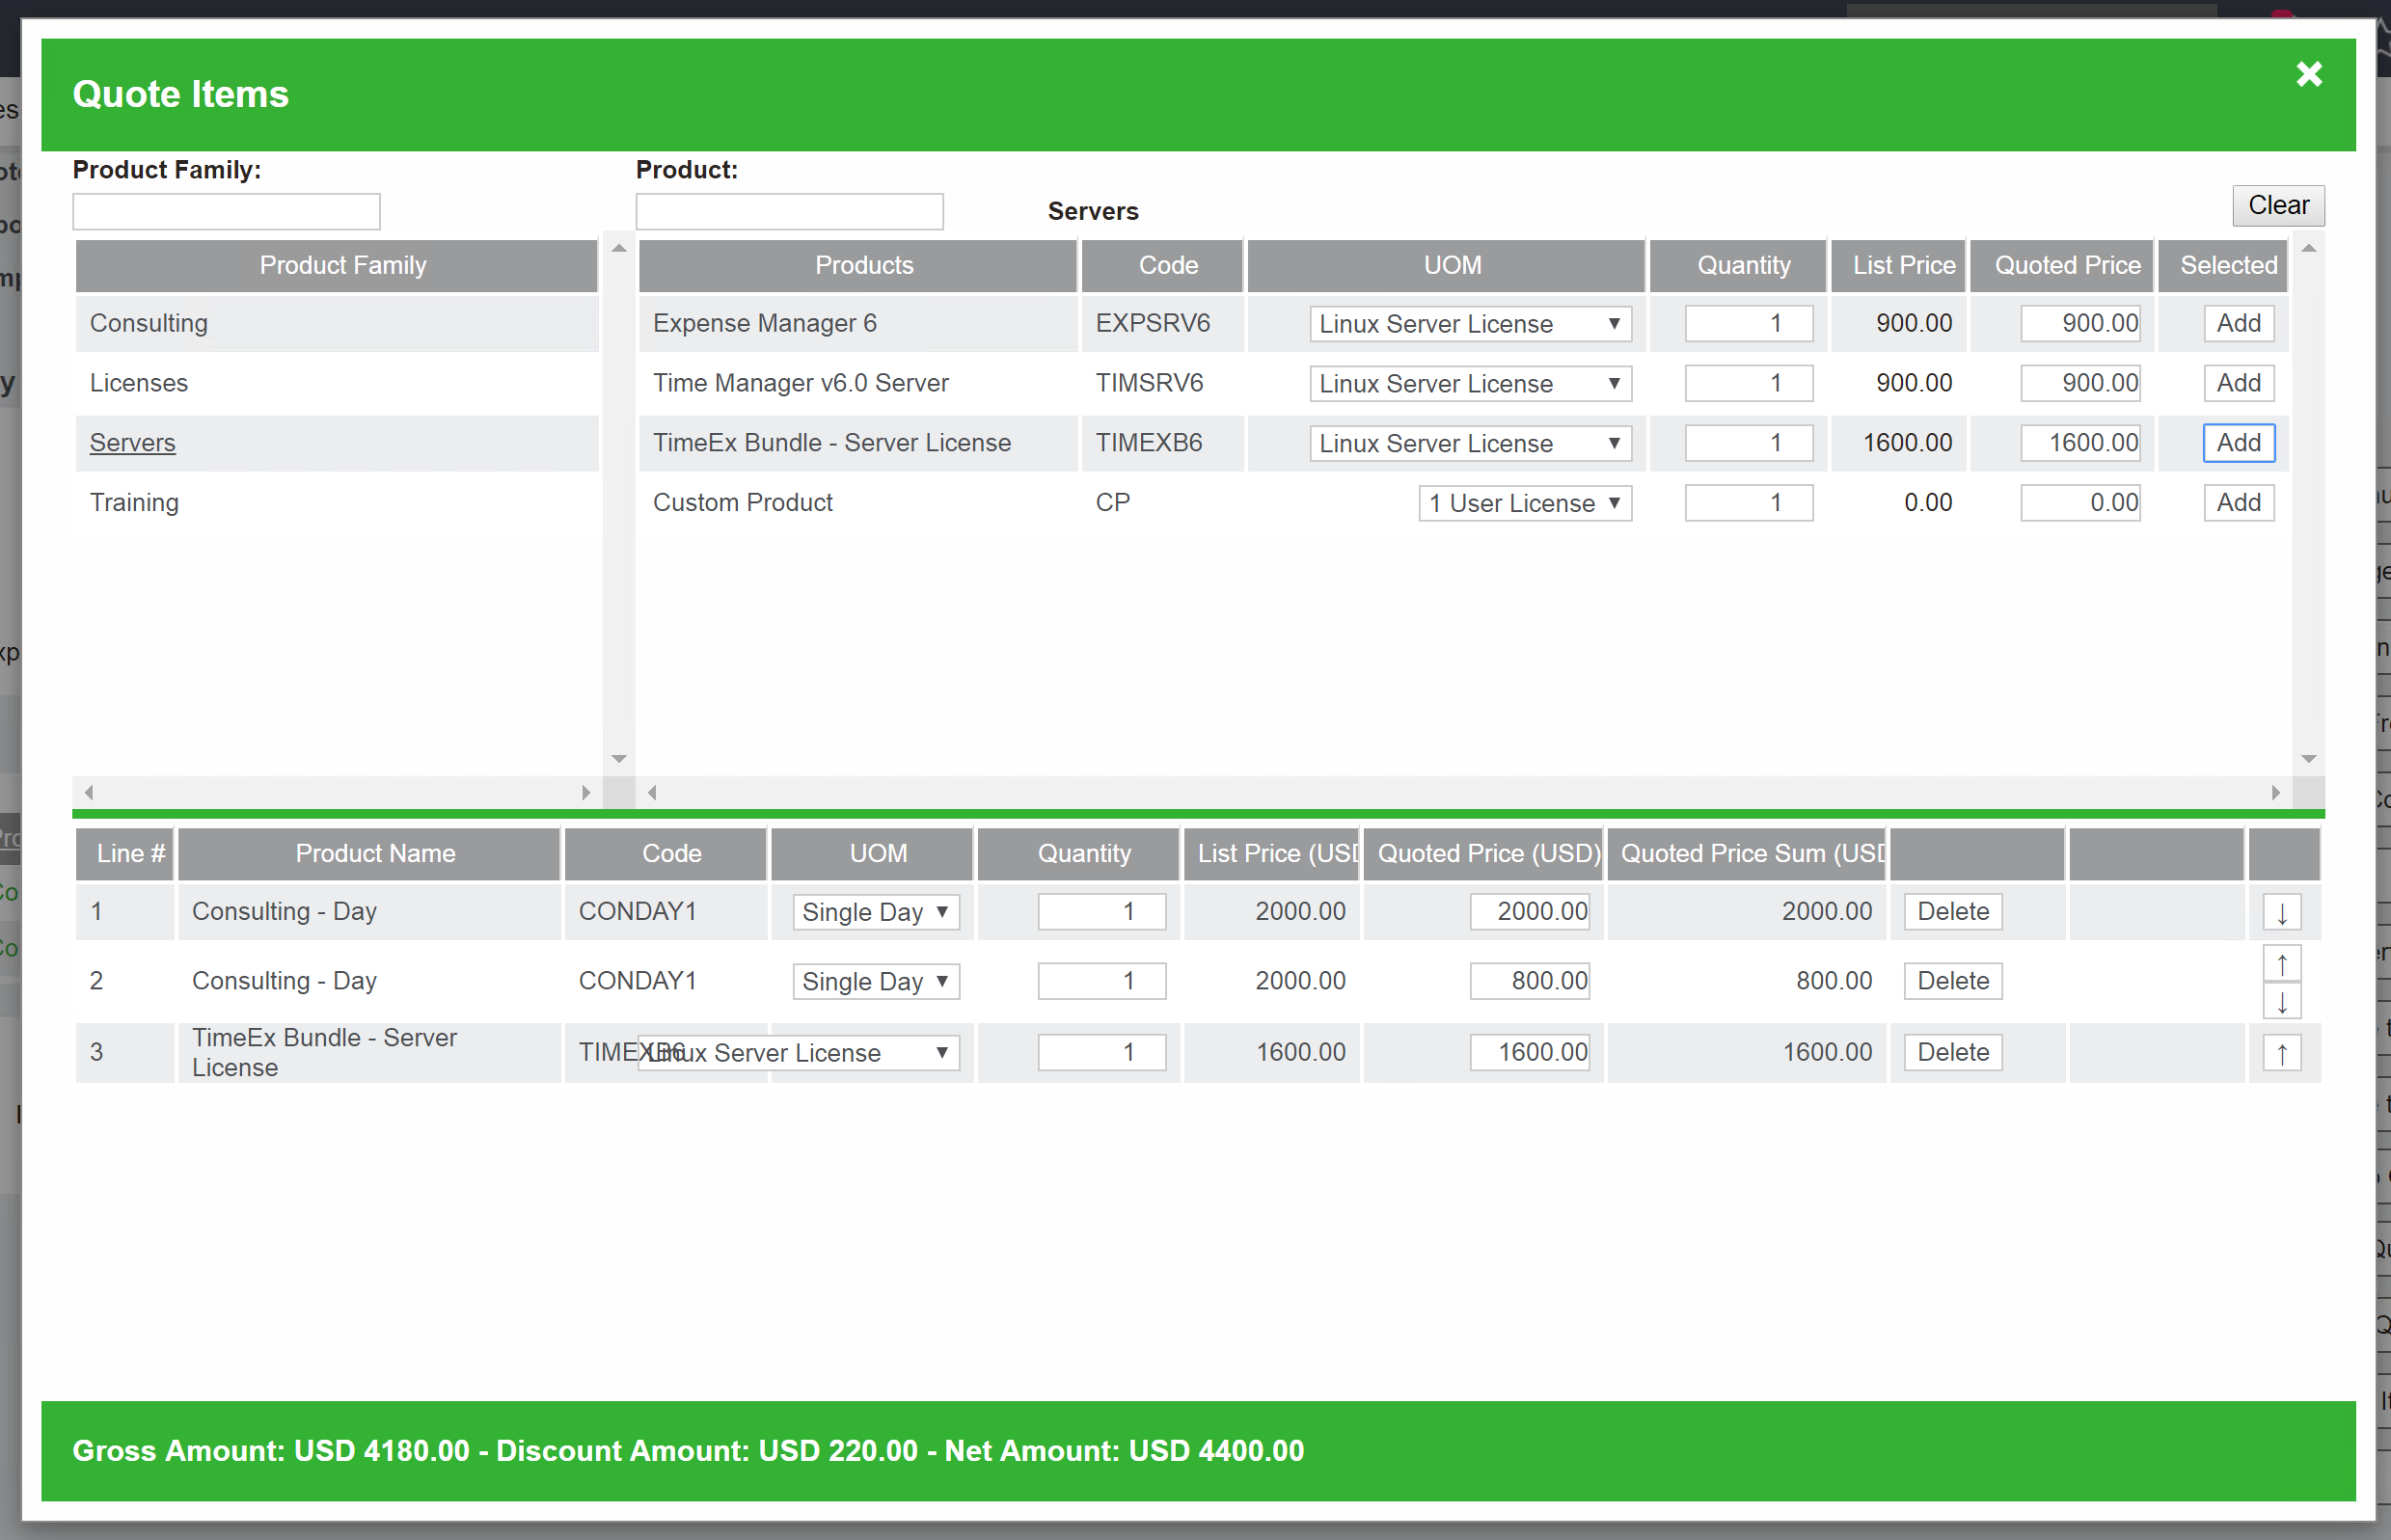 Quote Items
Product Family:
Product:
Servers
Clear
Product Family
Consulting
Licenses
Servers
Training
Products Code UOM Quantity List Price Quoted Price Selected
Expense Manager 6 EXPSRV6 Linux Server License 1 900.00 900.00 Add
Time Manager v6.0 Server TIMSRV6 Linux Server License 1 900.00 900.00 Add
TimeEx Bundle - Server License TIMEXB6 Linux Server License 1 1600.00 1600.00 Add
Custom Product CP 1 User License 1 0.00 0.00 Add
Line # Product Name Code UOM Quantity List Price (USD Quoted Price (USD) Quoted Price Sum (USD
1 Consulting - Day CONDAY1 Single Day 1 2000.00 2000.00 2000.00 Delete ↓
2 Consulting - Day CONDAY1 Single Day 1 2000.00 800.00 800.00 Delete ↑
↓
3 TimeEx Bundle - Server
License TIMEXB6 Linux Server License 1 1600.00 1600.00 1600.00 Delete ↑
Gross Amount: USD 4180.00 - Discount Amount: USD 220.00 - Net Amount: USD 4400.00